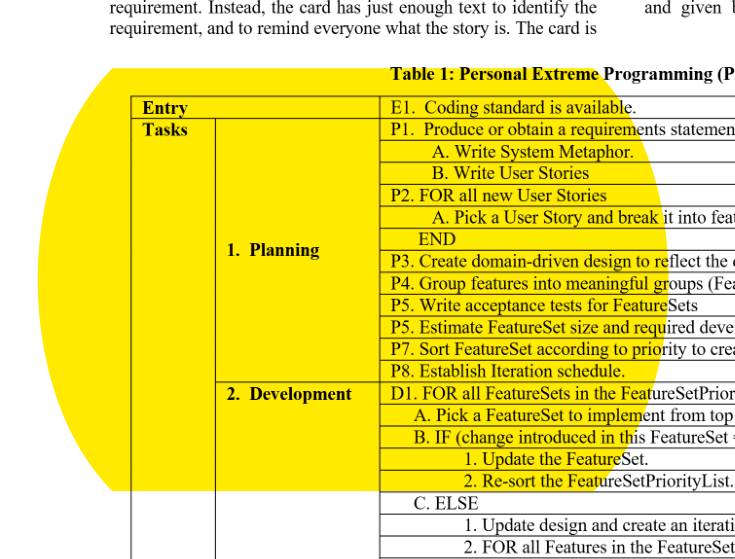 requirement. Instead, the card has just enough text to identify the
requirement, and to remind everyone what the story is. The card is
and given
Table 1: Personal Extreme Programming
Entry
E1. Coding standard is available.
Tasks
1. Planning
P1. Produce or obtain a requirements
A. Write System Metaphor.
B. Write User Stories
P2. FOR all new User Stories
A. Pick a User Story and break it into
END
P3. Create domain-driven design to reflect the
P4. Group features into meaningful groups
P5. Write acceptance tests for FeatureSets
P5. Estimate FeatureSet size and required
P7. Sort FeatureSet according to priority to
P8. Establish Iteration schedule.
2. Development
D1. FOR all FeatureSets in the
A. Pick a FeatureSet to implement from top
B. IF (change introduced in this FeatureSet
1. Update the FeatureSet.
2. Re-sort the FeatureSetPriorityList.
C. ELSE
1. Update design and create an
2. FOR all Features in the FeatureSet